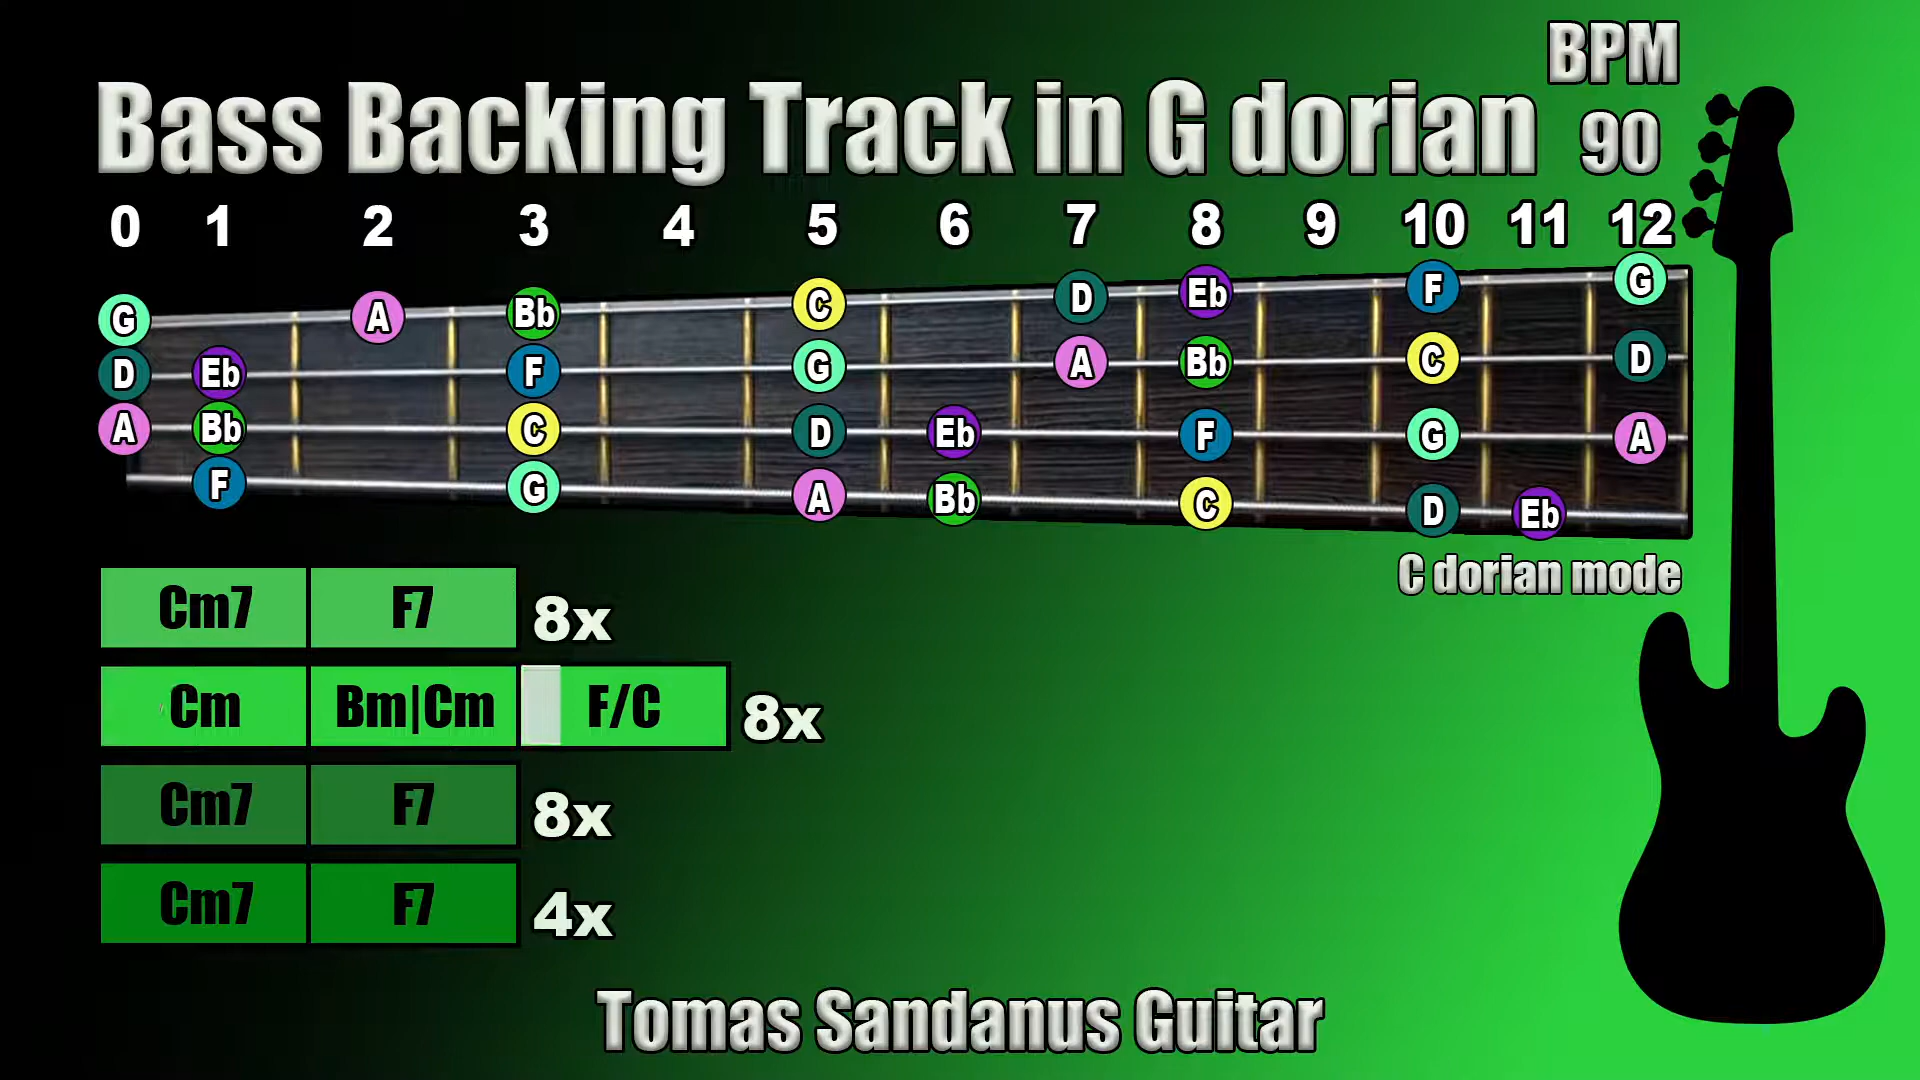 BPM
Bass Backing Track in G dorian 90
0 1 2 3 4 5 6 7 8 9 10 11 12
G A Bb C D Eb F G
D Eb F G A Bb C D
A Bb C D Eb F G A
F G A Bb C D Eb
C dorian mode
Cm7 F7 8x
Cm Bm|Cm F/C 8x
Cm7 F7 8x
Cm7 F7 4x
Tomas Sandanus Guitar